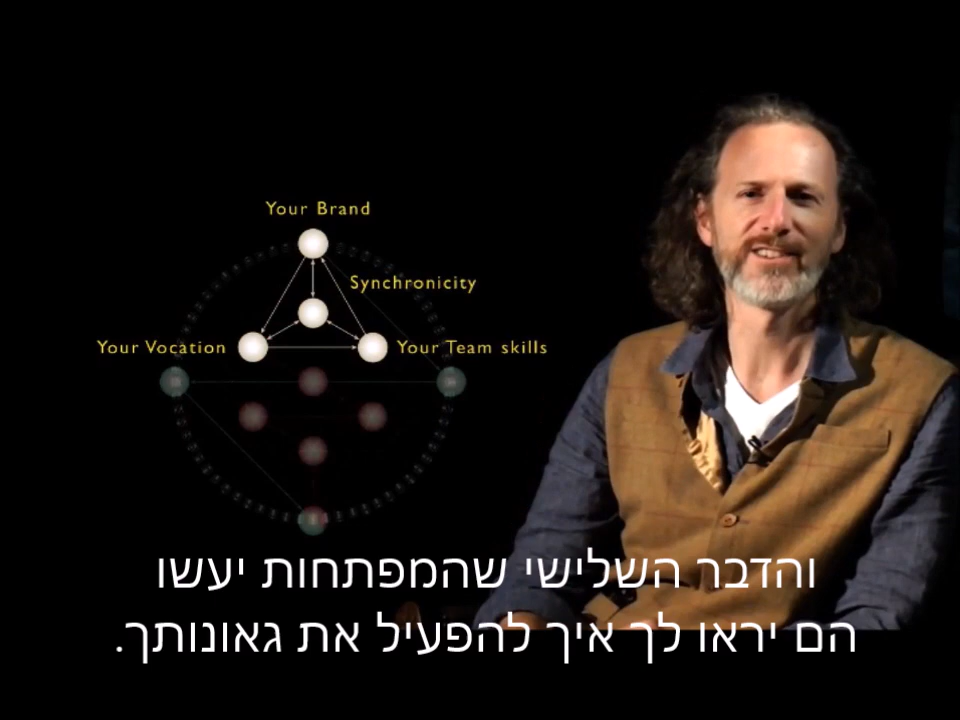 Your Brand
Synchronicity
Your Vocation
Your Team skills
והדבר השלישי שהמפתחות יעשו
הם יראו לך איך להפעיל את גאונותך.